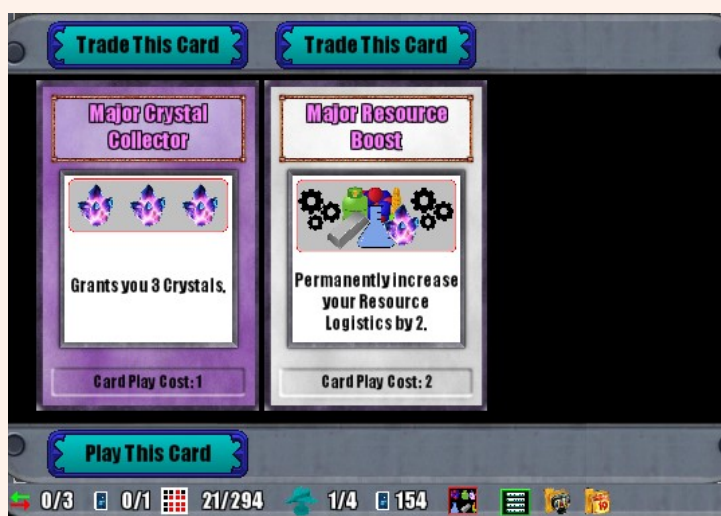 Trade This Card
Trade This Card
Major Crystal
Collector
Grants you 3 Crystals.
Card Play Cost: 1
Major Resource
Boost
Permanently increase
your Resource
Logistics by 2.
Card Play Cost: 2
Play This Card
0/3 0/1 21/294 1/4 154 19